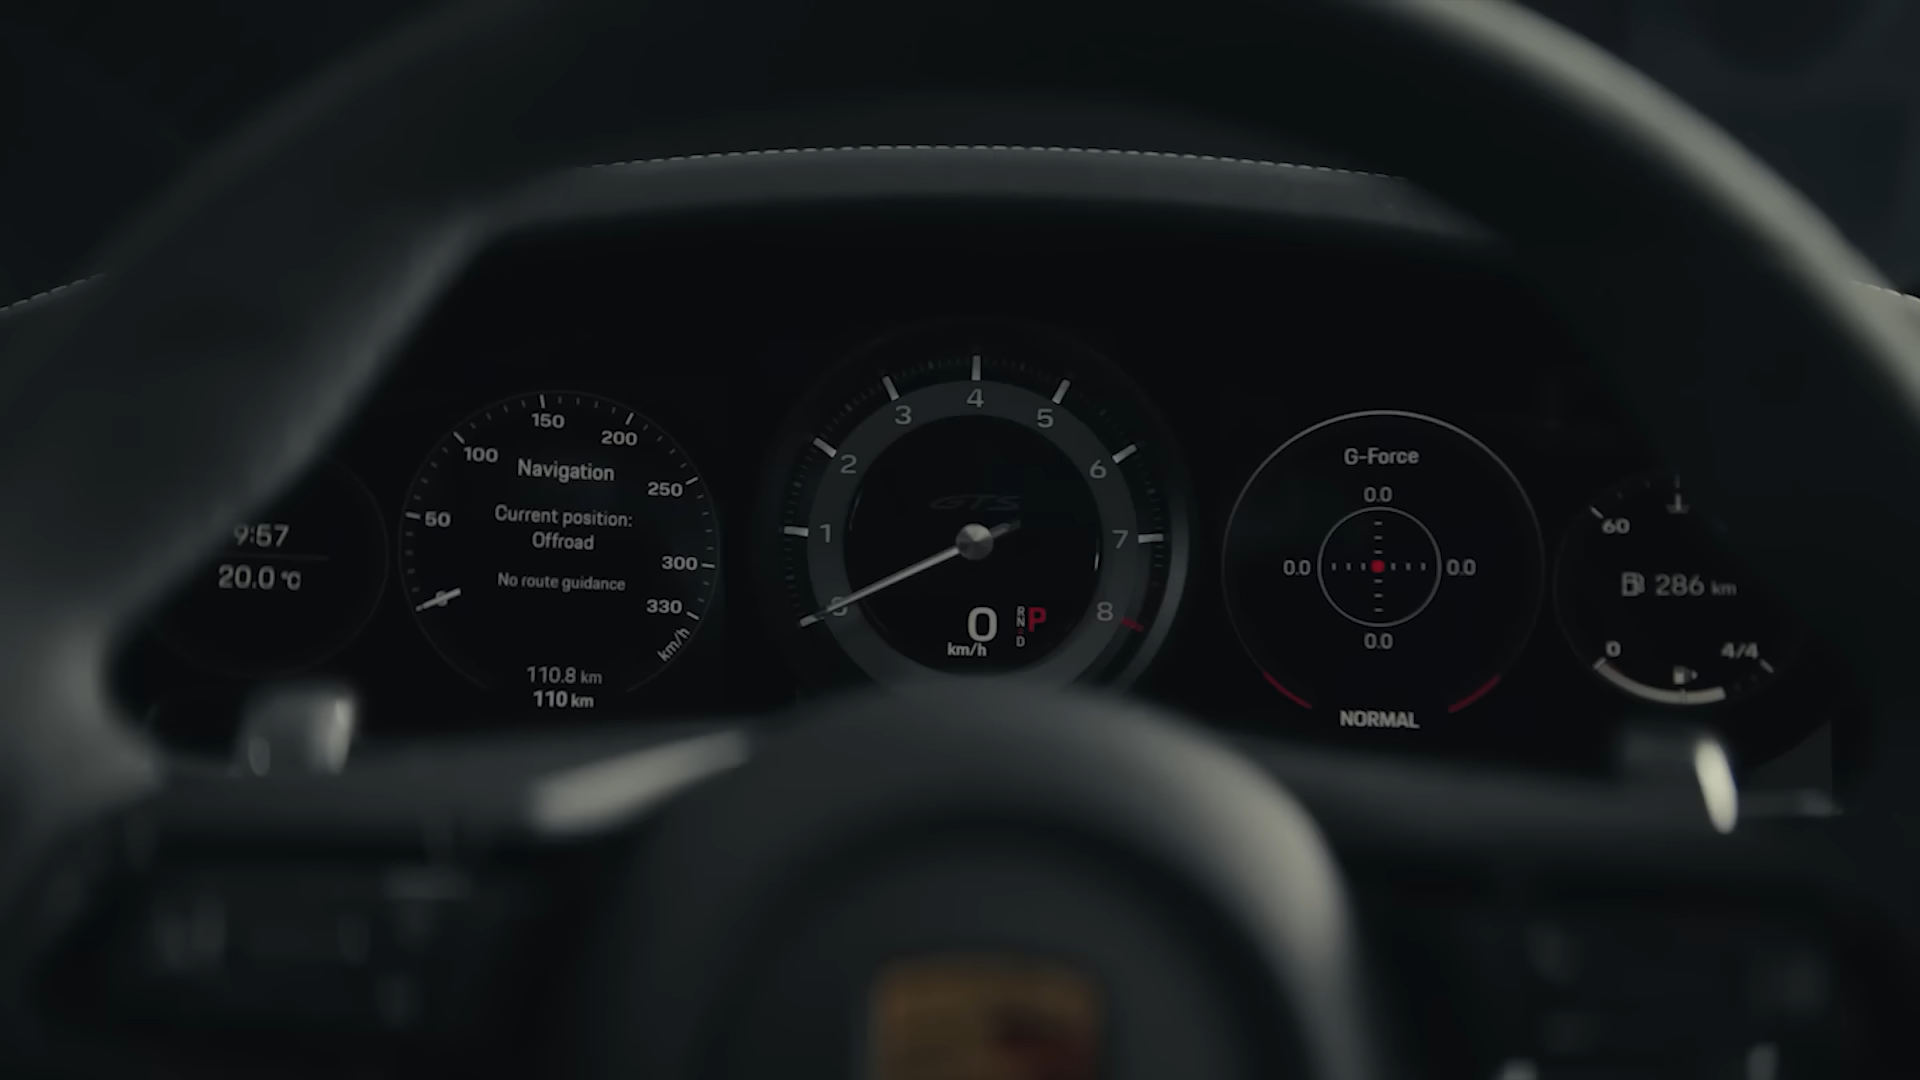 9:57
20.0 °C
50
100
150
200
250
300
330
km/h
Navigation
Current position:
Offroad
No route guidance
110.8 km
110 km
1
2
3
4
5
6
7
8
GTS
0
km/h
R
N
D
P
G-Force
0.0
0.0
0.0
0.0
NORMAL
60
286 km
0
4/4